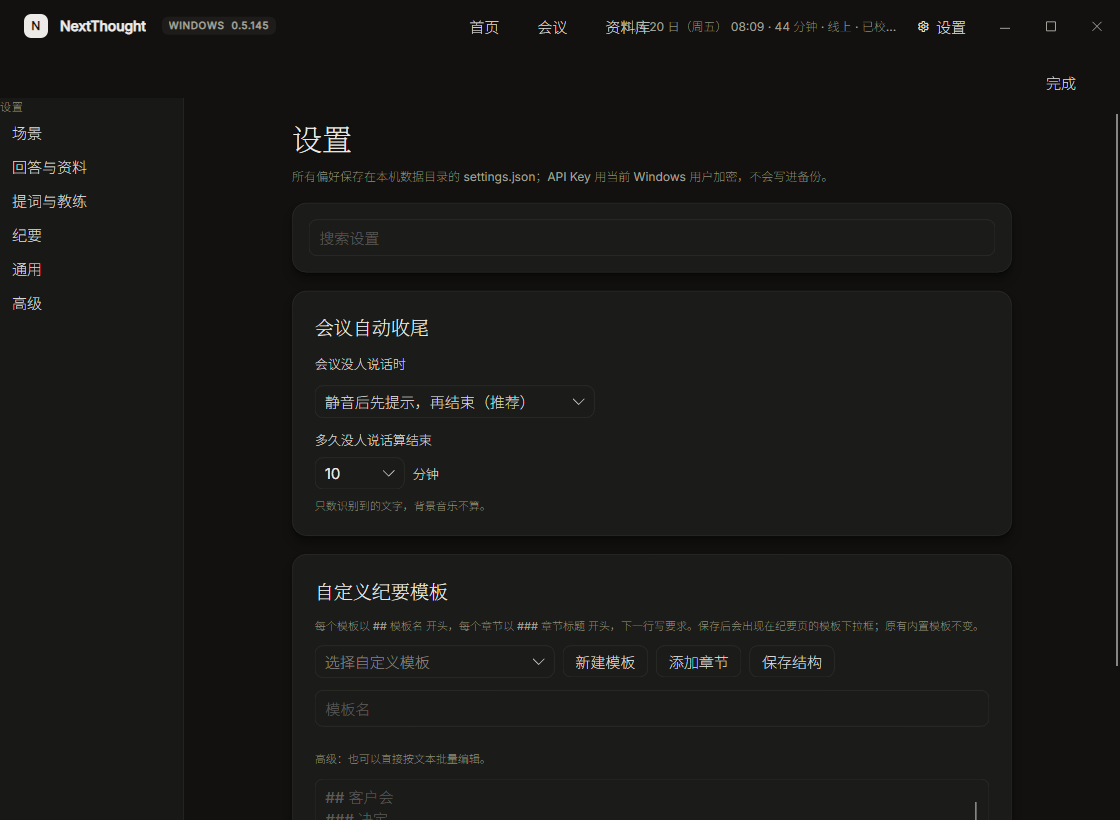 N NextThought WINDOWS 0.5.145 首页 会议 资料库 20 日（周五） 08:09 · 44 分钟 · 线上 · 已校... 设置
完成
设置
场景
回答与资料
提词与教练
纪要
通用
高级
设置
所有偏好保存在本机数据目录的 settings.json；API Key 用当前 Windows 用户加密，不会写进备份。
搜索设置
会议自动收尾
会议没人说话时
静音后先提示，再结束（推荐）
多久没人说话算结束
10 分钟
只数识别到的文字，背景音乐不算。
自定义纪要模板
每个模板以 ## 模板名 开头，每个章节以 ### 章节标题 开头，下一行写要求。保存后会出现在纪要页的模板下拉框；原有内置模板不变。
选择自定义模板 新建模板 添加章节 保存结构
模板名
高级：也可以直接按文本批量编辑。
## 客户会
### 决定